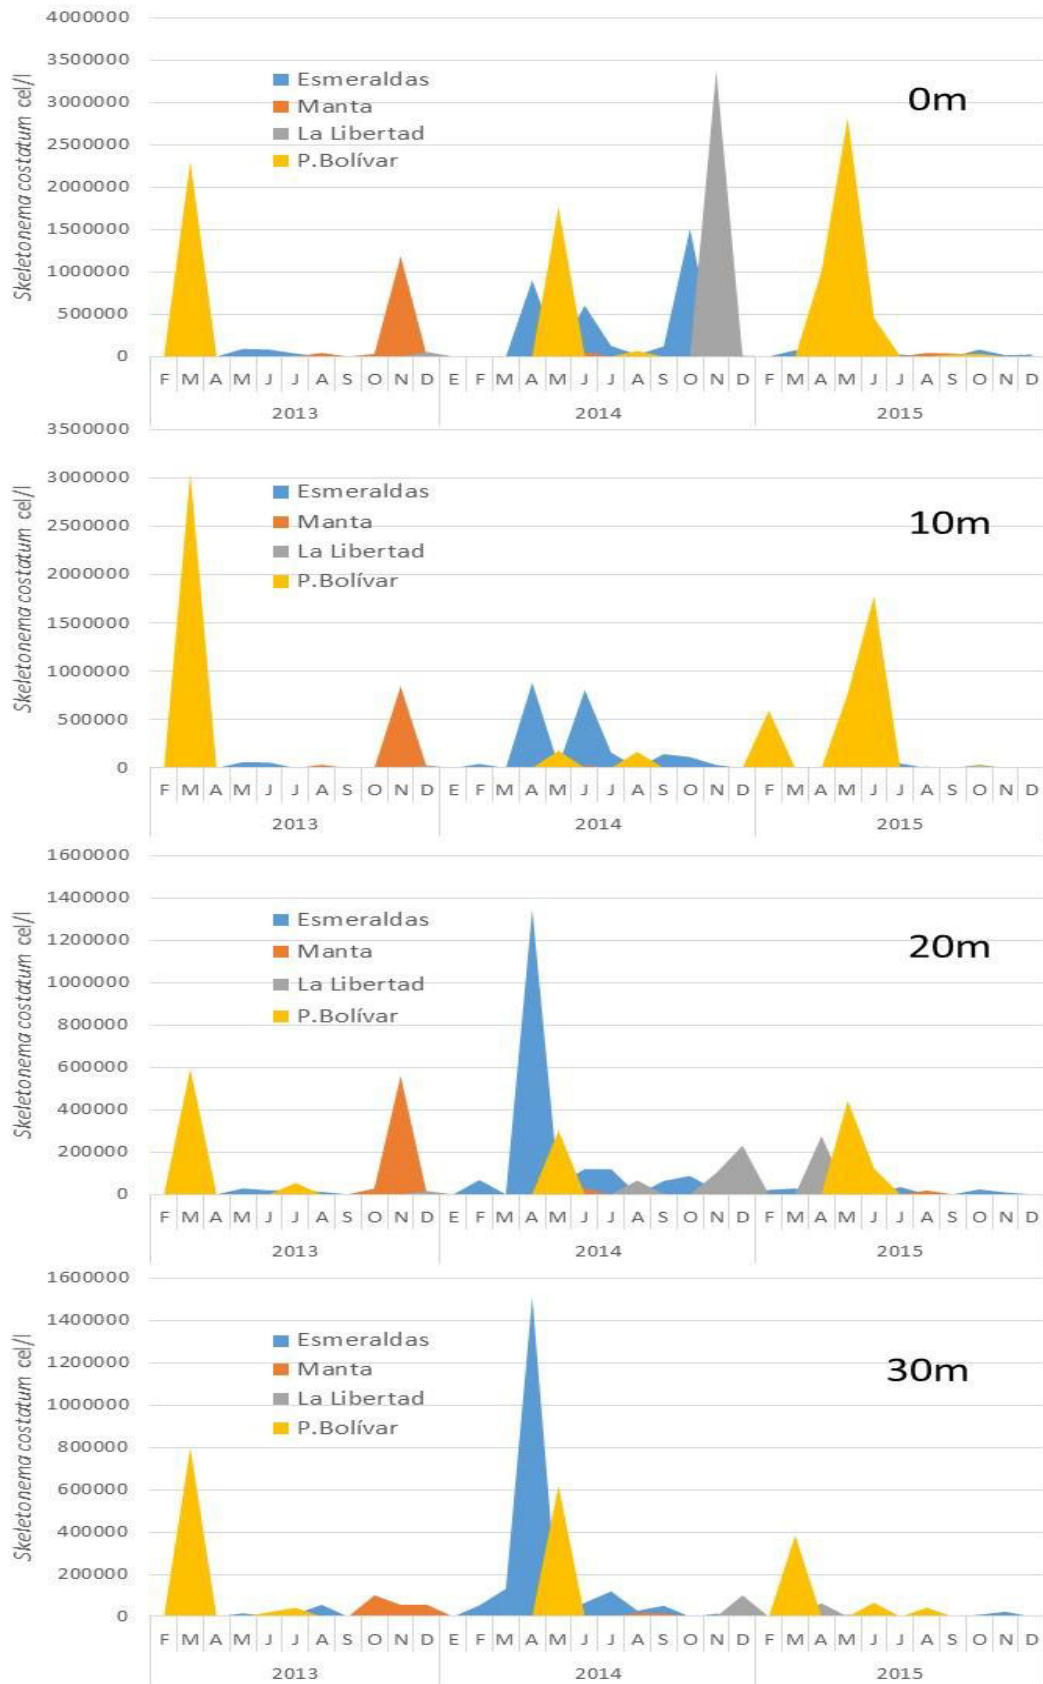 4000000
3500000
3000000
2500000
2000000
1500000
1000000
500000
0
Skeletonema costatum cel/l
Esmeraldas
Manta
La Libertad
P.Bolívar
0m
F M A M J J A S O N D E F M A M J J A S O N D F M A M J J A S O N D
2013 2014 2015
3500000
3000000
2500000
2000000
1500000
1000000
500000
0
Skeletonema costatum cel/l
Esmeraldas
Manta
La Libertad
P.Bolívar
10m
F M A M J J A S O N D E F M A M J J A S O N D F M A M J J A S O N D
2013 2014 2015
1600000
1400000
1200000
1000000
800000
600000
400000
200000
0
Skeletonema costatum cel/l
Esmeraldas
Manta
La Libertad
P.Bolívar
20m
F M A M J J A S O N D E F M A M J J A S O N D F M A M J J A S O N D
2013 2014 2015
1600000
1400000
1200000
1000000
800000
600000
400000
200000
0
Skeletonema costatum cel/l
Esmeraldas
Manta
La Libertad
P.Bolívar
30m
F M A M J J A S O N D E F M A M J J A S O N D F M A M J J A S O N D
2013 2014 2015